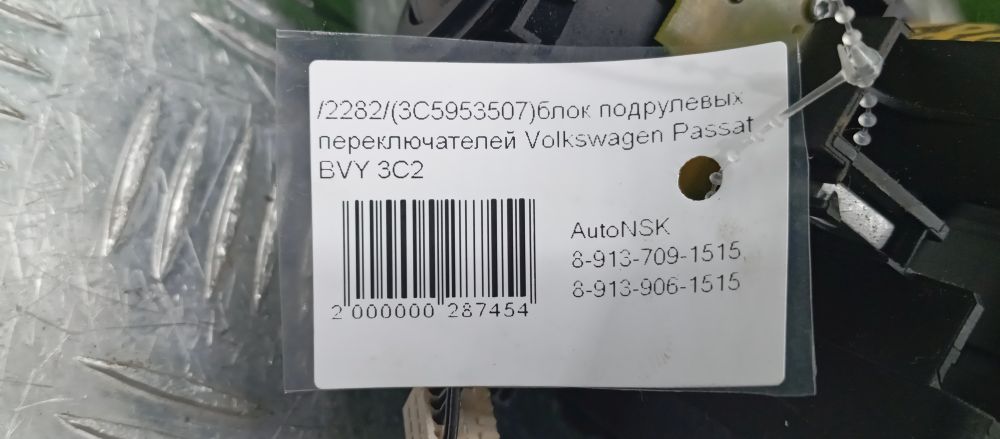 /2282/(3C5953507)блок подрулевых
переключателей Volkswagen Passat
BVY 3C2
AutoNSK
8-913-709-1515,
8-913-906-1515
2 000000 287454